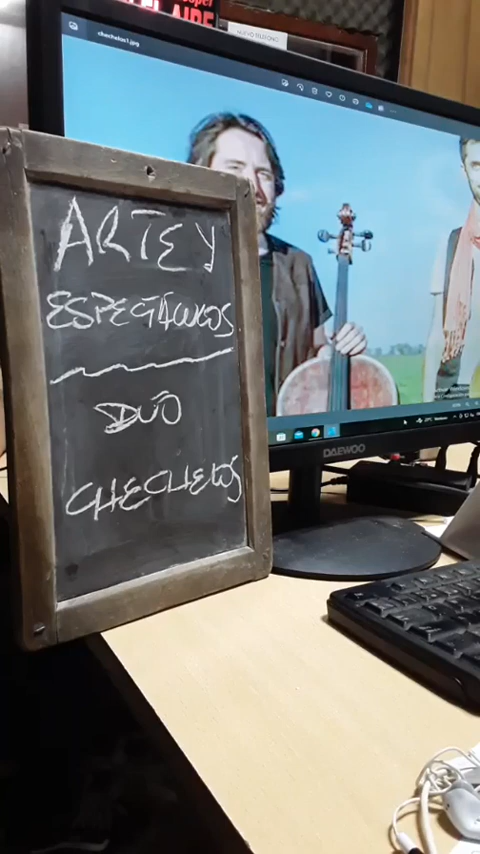 ARTE Y
ESPECTÁCULOS
DÚO
CHECHELOS
chechelos1.jpg
DAEWOO